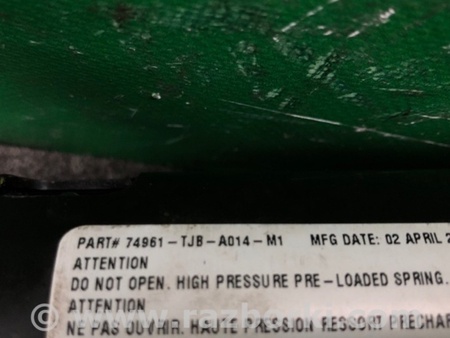 PART# 74961-TJB-A014-M1 MFG DATE: 02 APRIL 2
ATTENTION
DO NOT OPEN. HIGH PRESSURE PRE-LOADED SPRING.
ATTENTION
NE PAS OUVRIR. HAUTE PRESSION RESSORT PRECHAR